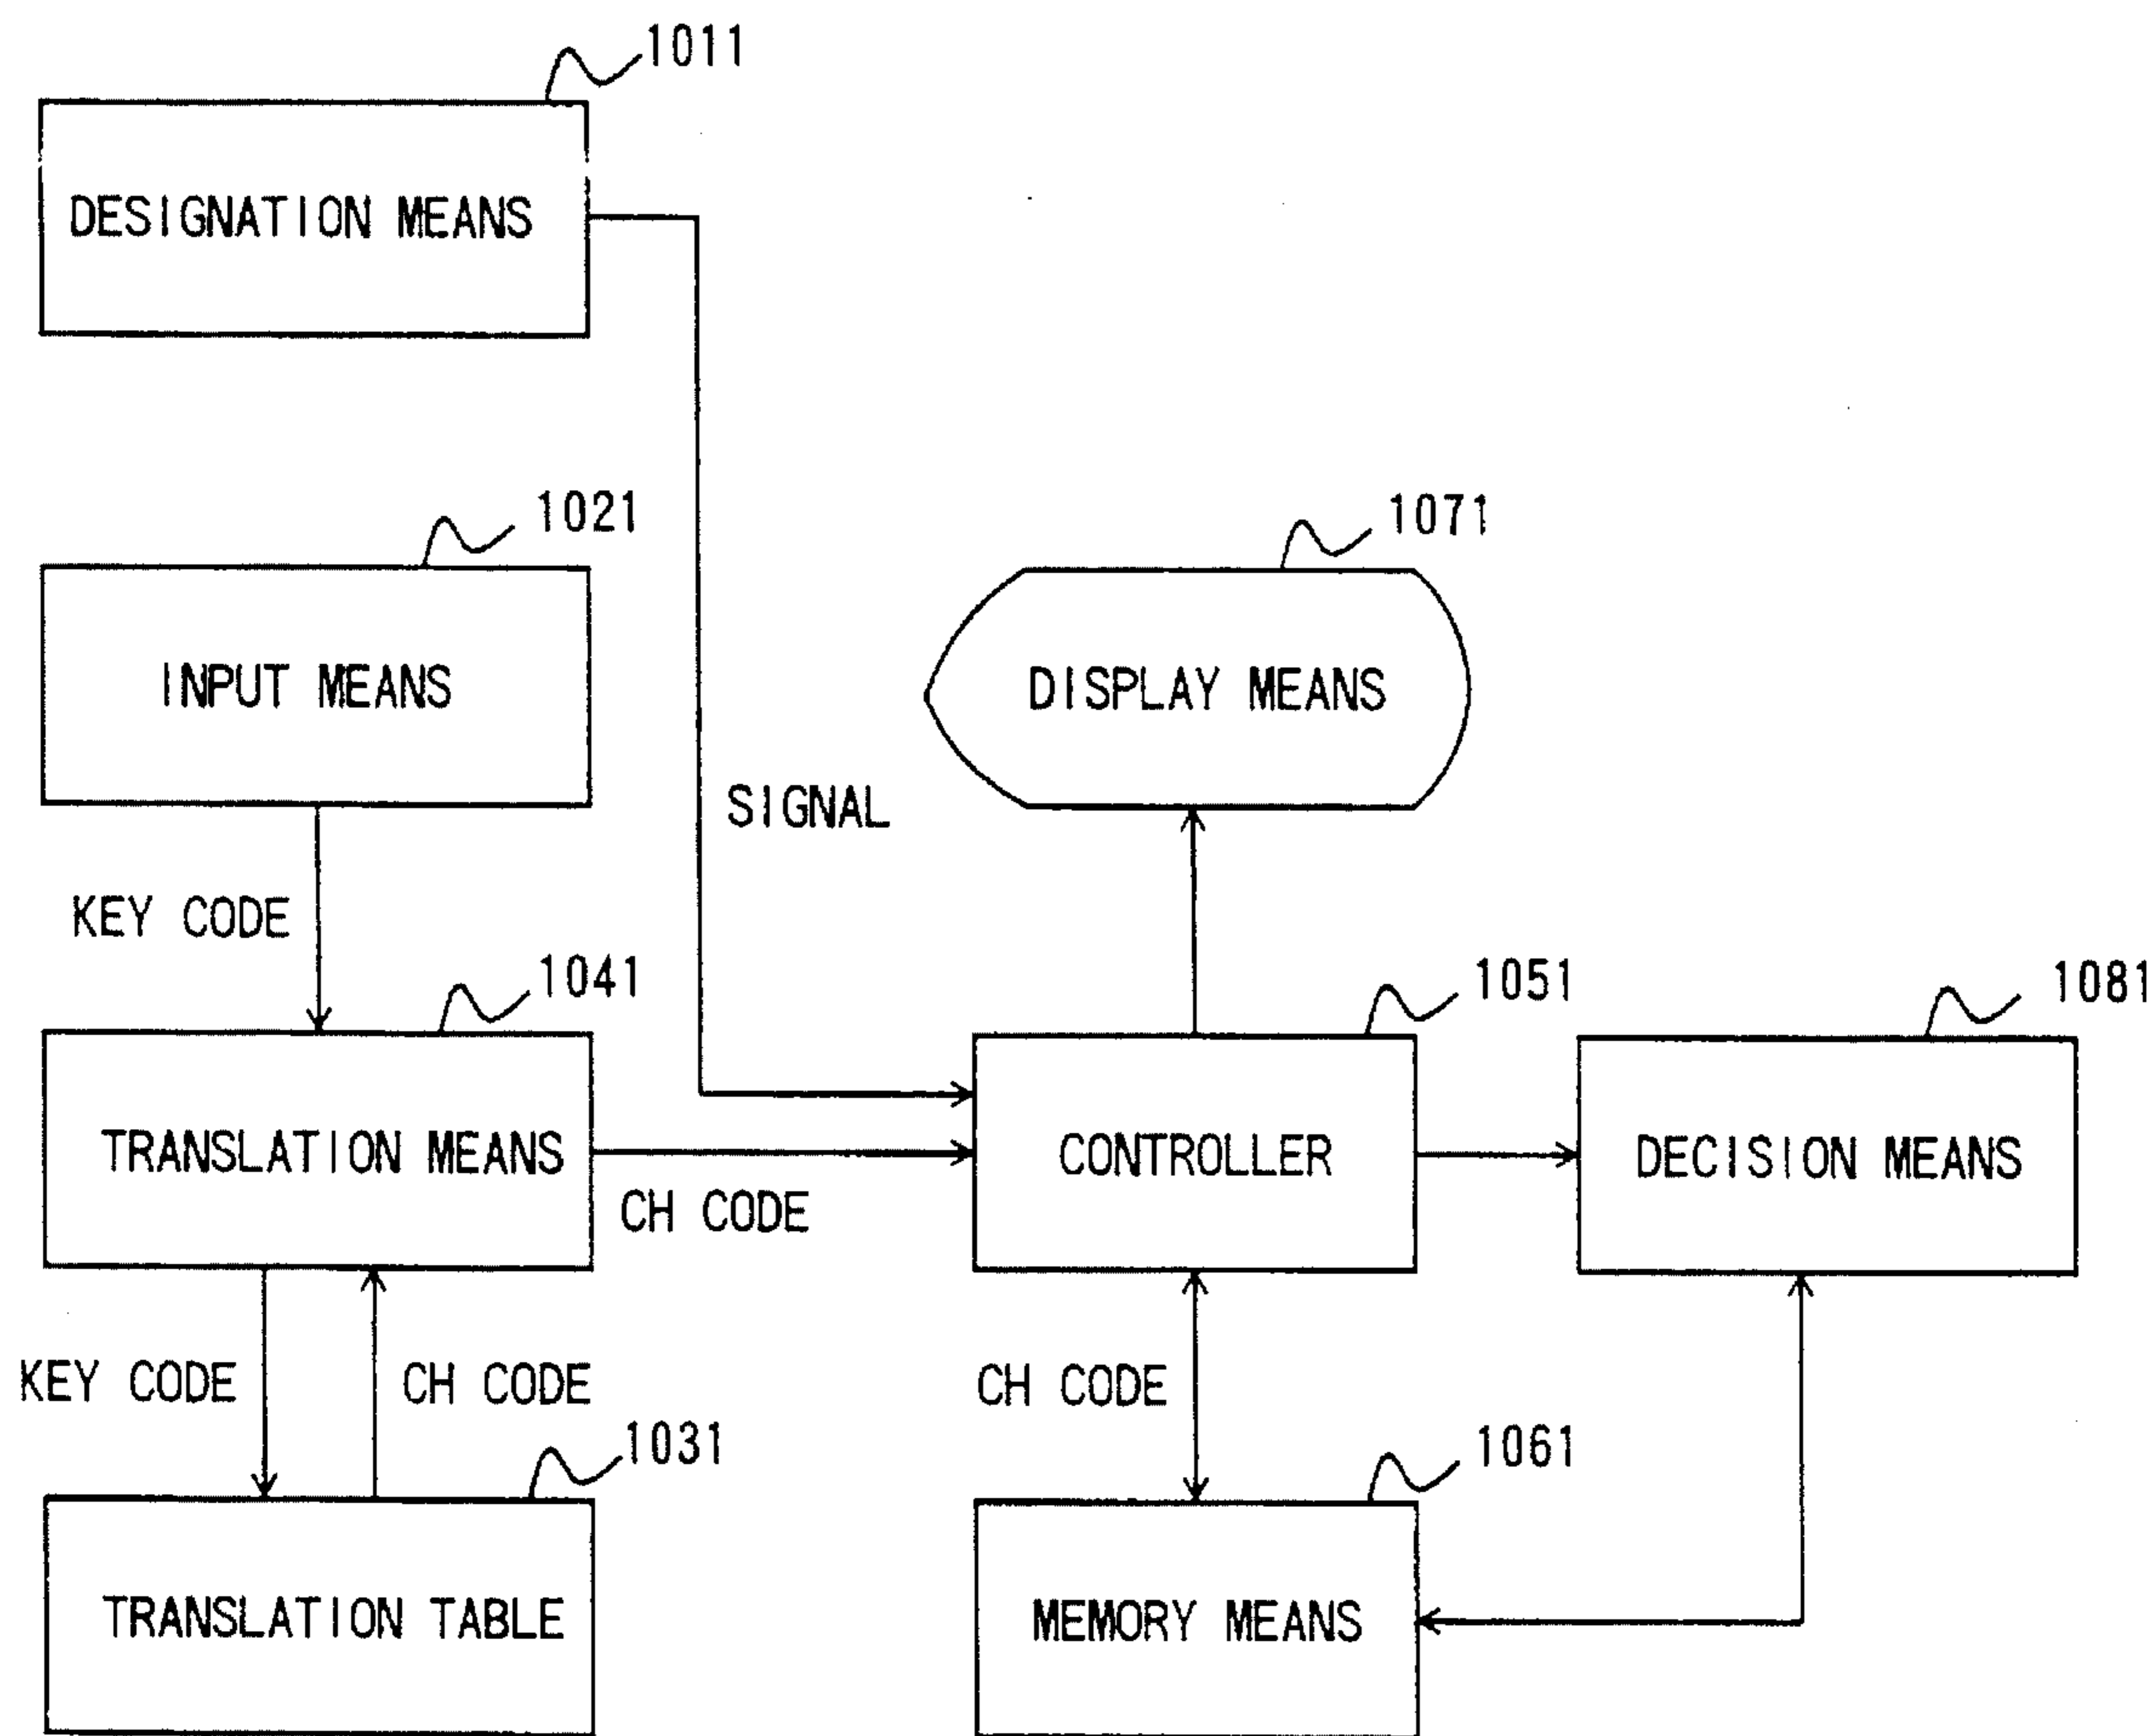 1011
DESIGNATION MEANS
1021
1071
INPUT MEANS
DISPLAY MEANS
SIGNAL
KEY CODE
1041
1051
1081
TRANSLATION MEANS
CONTROLLER
DECISION MEANS
CH CODE
KEY CODE
CH CODE
CH CODE
1031
1061
TRANSLATION TABLE
MEMORY MEANS